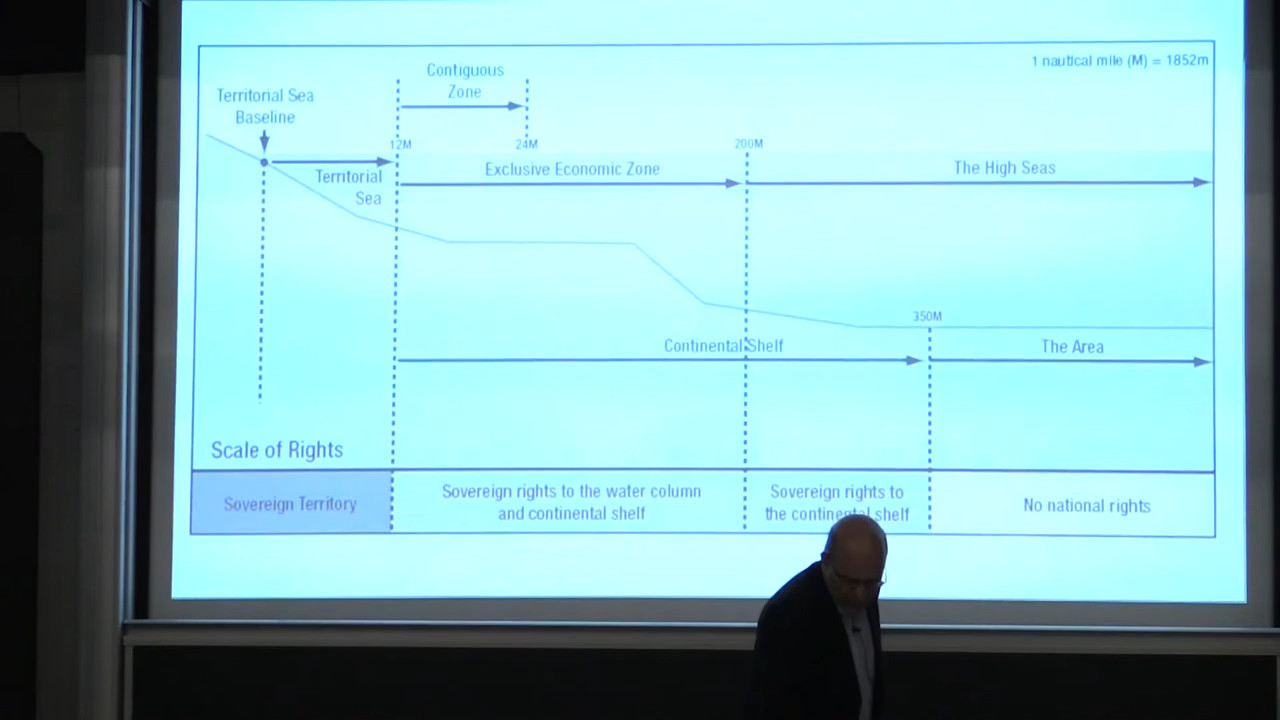 1 nautical mile (M) = 1852m
Contiguous
Zone
Territorial Sea
Baseline
12M
24M
200M
Territorial
Sea
Exclusive Economic Zone
The High Seas
350M
Continental Shelf
The Area
Scale of Rights
Sovereign Territory
Sovereign rights to the water column
and continental shelf
Sovereign rights to
the continental shelf
No national rights